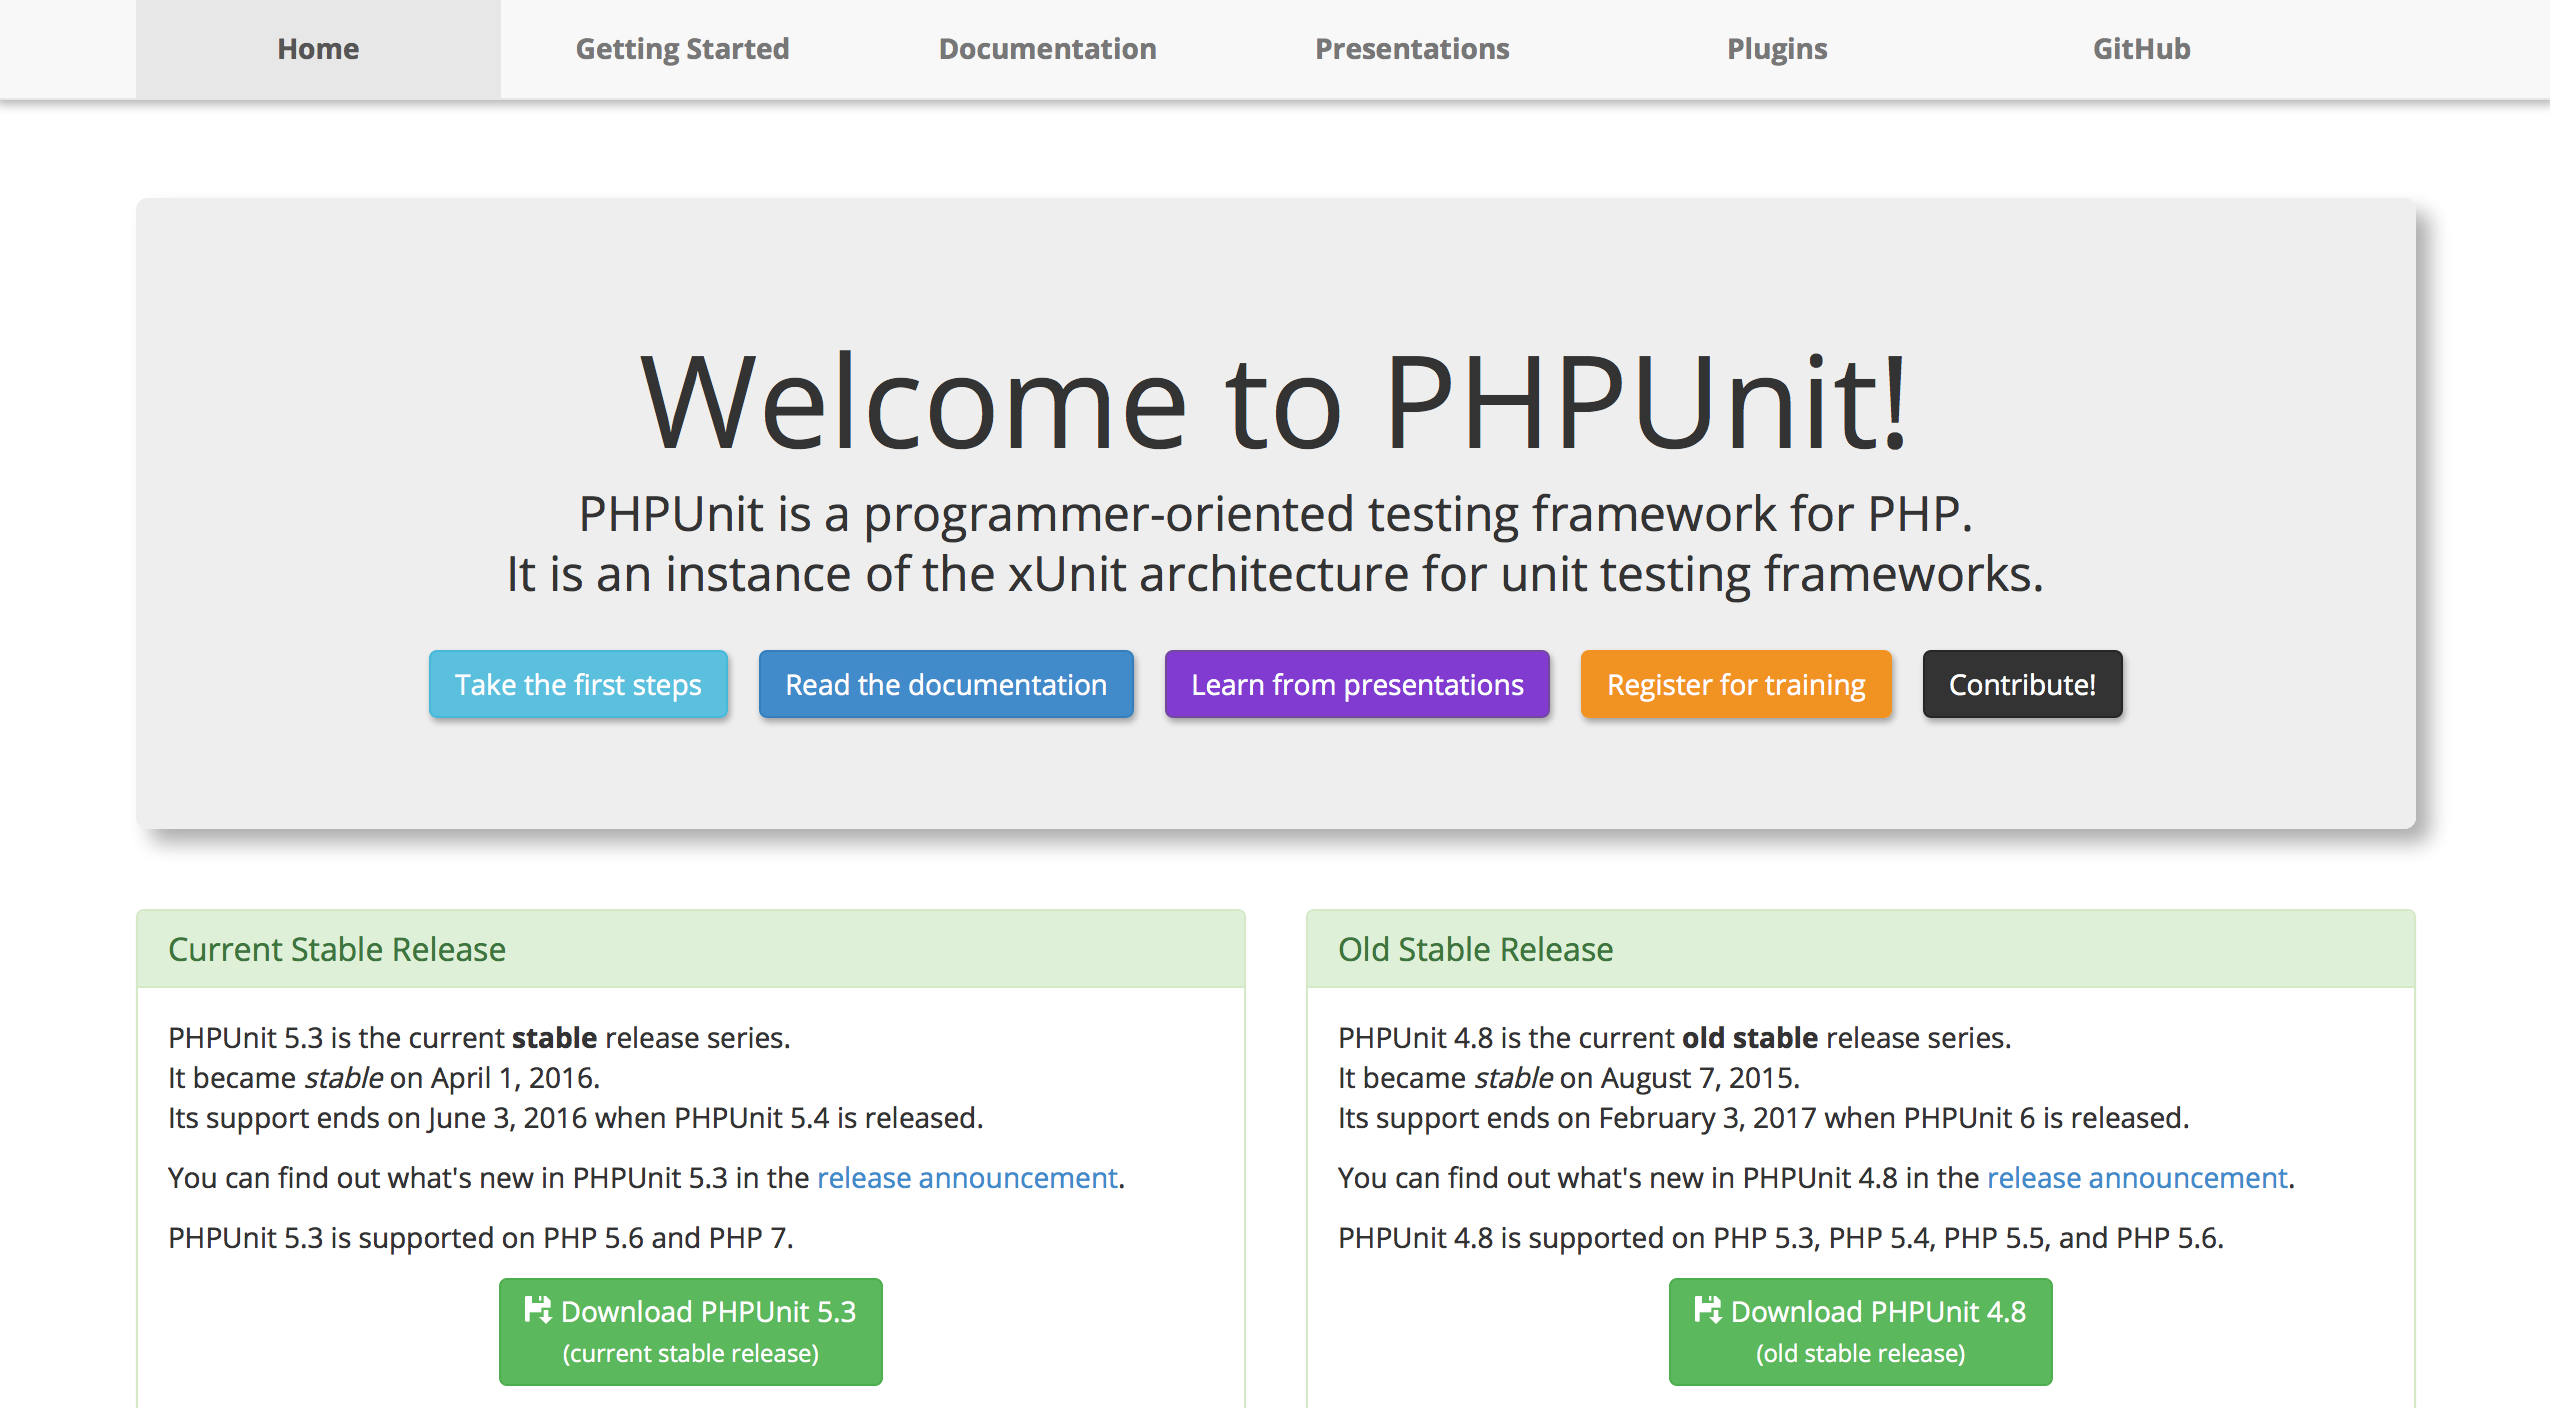 Home Getting Started Documentation Presentations Plugins GitHub
Welcome to PHPUnit!
PHPUnit is a programmer-oriented testing framework for PHP.
It is an instance of the xUnit architecture for unit testing frameworks.
Take the first steps Read the documentation Learn from presentations Register for training Contribute!
Current Stable Release
PHPUnit 5.3 is the current stable release series.
It became stable on April 1, 2016.
Its support ends on June 3, 2016 when PHPUnit 5.4 is released.
You can find out what's new in PHPUnit 5.3 in the release announcement.
PHPUnit 5.3 is supported on PHP 5.6 and PHP 7.
Download PHPUnit 5.3
(current stable release)
Old Stable Release
PHPUnit 4.8 is the current old stable release series.
It became stable on August 7, 2015.
Its support ends on February 3, 2017 when PHPUnit 6 is released.
You can find out what's new in PHPUnit 4.8 in the release announcement.
PHPUnit 4.8 is supported on PHP 5.3, PHP 5.4, PHP 5.5, and PHP 5.6.
Download PHPUnit 4.8
(old stable release)